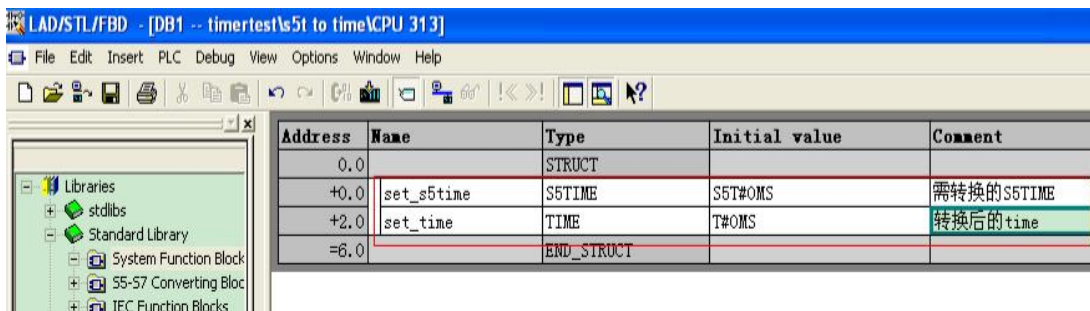 LAD/STL/FBD - [DB1 -- timertest\s5t to time\CPU 313]
File Edit Insert PLC Debug View Options Window Help
Address Name Type Initial value Comment
0.0 STRUCT
+0.0 set_s5time S5TIME S5T#0MS 需转换的S5TIME
+2.0 set_time TIME T#0MS 转换后的time
=6.0 END_STRUCT
Libraries
stdlibs
Standard Library
System Function Block
S5-S7 Converting Bloc
IEC Function Blocks